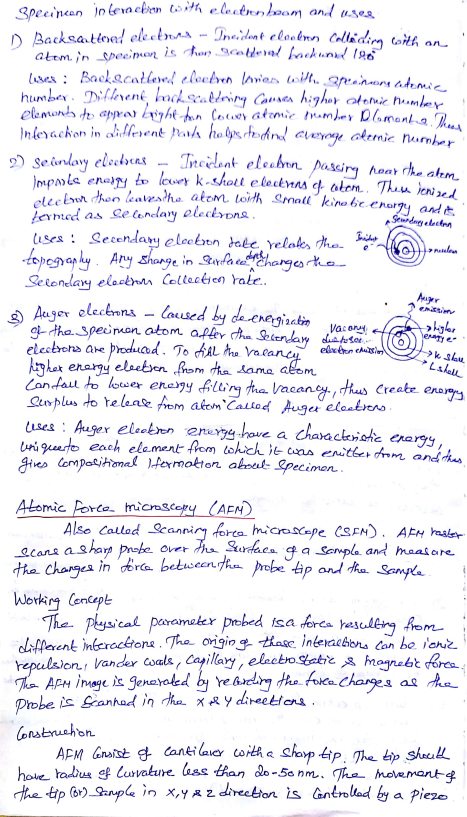 Specimen interaction with electron beam and uses
1) Backscattered electrons - Incident electron Colliding with an
atom in specimen is then scattered backward 180°
Uses : Backscattered electron Varies with specimens atomic
number. Different backscattering Causes higher atomic number
elements to appear bright than lower atomic number Elements. Thus
Interaction in different parts helps to find average atomic number
2) Secondary electrons - Incident electron passing near the atom
Imparts energy to lower k-shell electrons of atom. Thus ionized
electron then leaves the atom with small kinetic energy and is
termed as secondary electrons.
Secondary electron
Incident
e-
nucleus
Uses : Secondary electron rate relates the
topography. Any change in Surface depth changes the
Secondary electron Collection rate.
3) Auger electrons - Caused by de-energization
of the specimen atom after the Secondary
electrons are produced. To fill the vacancy
higher energy electron from the same atom
Can fall to lower energy filling the vacancy, thus create energy
Surplus to release from atom Called Auger electrons.
Auger
emission
Vacancy
electron emission
higher
energy e-
K shell
L shell
Uses : Auger electron energy have a characteristic energy,
unique to each element from which it was emitter from and thus
gives Compositional Iformation about Specimen.
Atomic Force microscopy (AFM)
Also called Scanning force microscope (SFM). AFM raster
scans a sharp probe over the Surface of a sample and measure
the changes in force between the probe tip and the Sample
Working Concept
The physical parameter probed is a force resulting from
different interactions. The origin of these interactions can be ionic
repulsion, Vander waals, Capillary, electrostatic & magnetic force.
The AFM image is generated by recording the force changes as the
Probe is Scanned in the x & y directions.
Construction
AFM Consist of Cantilever with a Sharp tip. The tip should
have radius of Curvature less than 20-50 nm. The movement of
the tip (or) Sample in x, y & z direction is Controlled by a Piezo